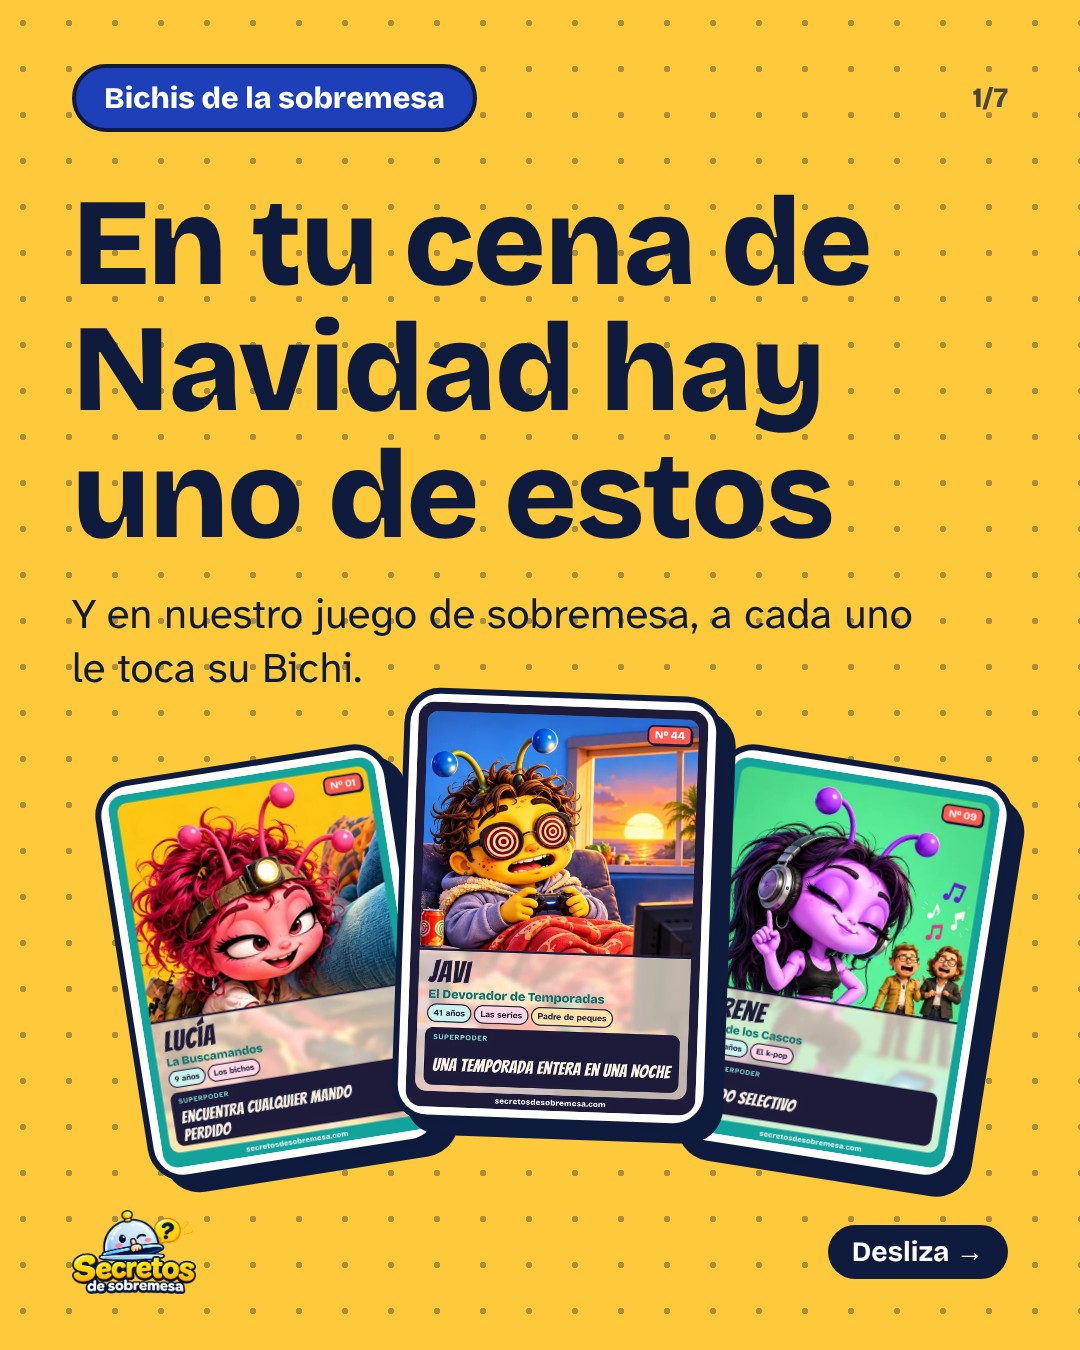 Bichis de la sobremesa
1/7
En tu cena de
Navidad hay
uno de estos
Y en nuestro juego de sobremesa, a cada uno
le toca su Bichi.
Nº 01
LUCÍA
La Buscamandos
9 años
Los bichos
SUPERPODER
ENCUENTRA CUALQUIER MANDO
PERDIDO
secretosdesobremesa.com
Nº 44
JAVI
El Devorador de Temporadas
41 años
Las series
Padre de peques
SUPERPODER
UNA TEMPORADA ENTERA EN UNA NOCHE
secretosdesobremesa.com
Nº 09
RENE
de los Cascos
años
El k-pop
SELECTIVO
secretosdesobremesa.com
?
Secretos
de sobremesa
Desliza →